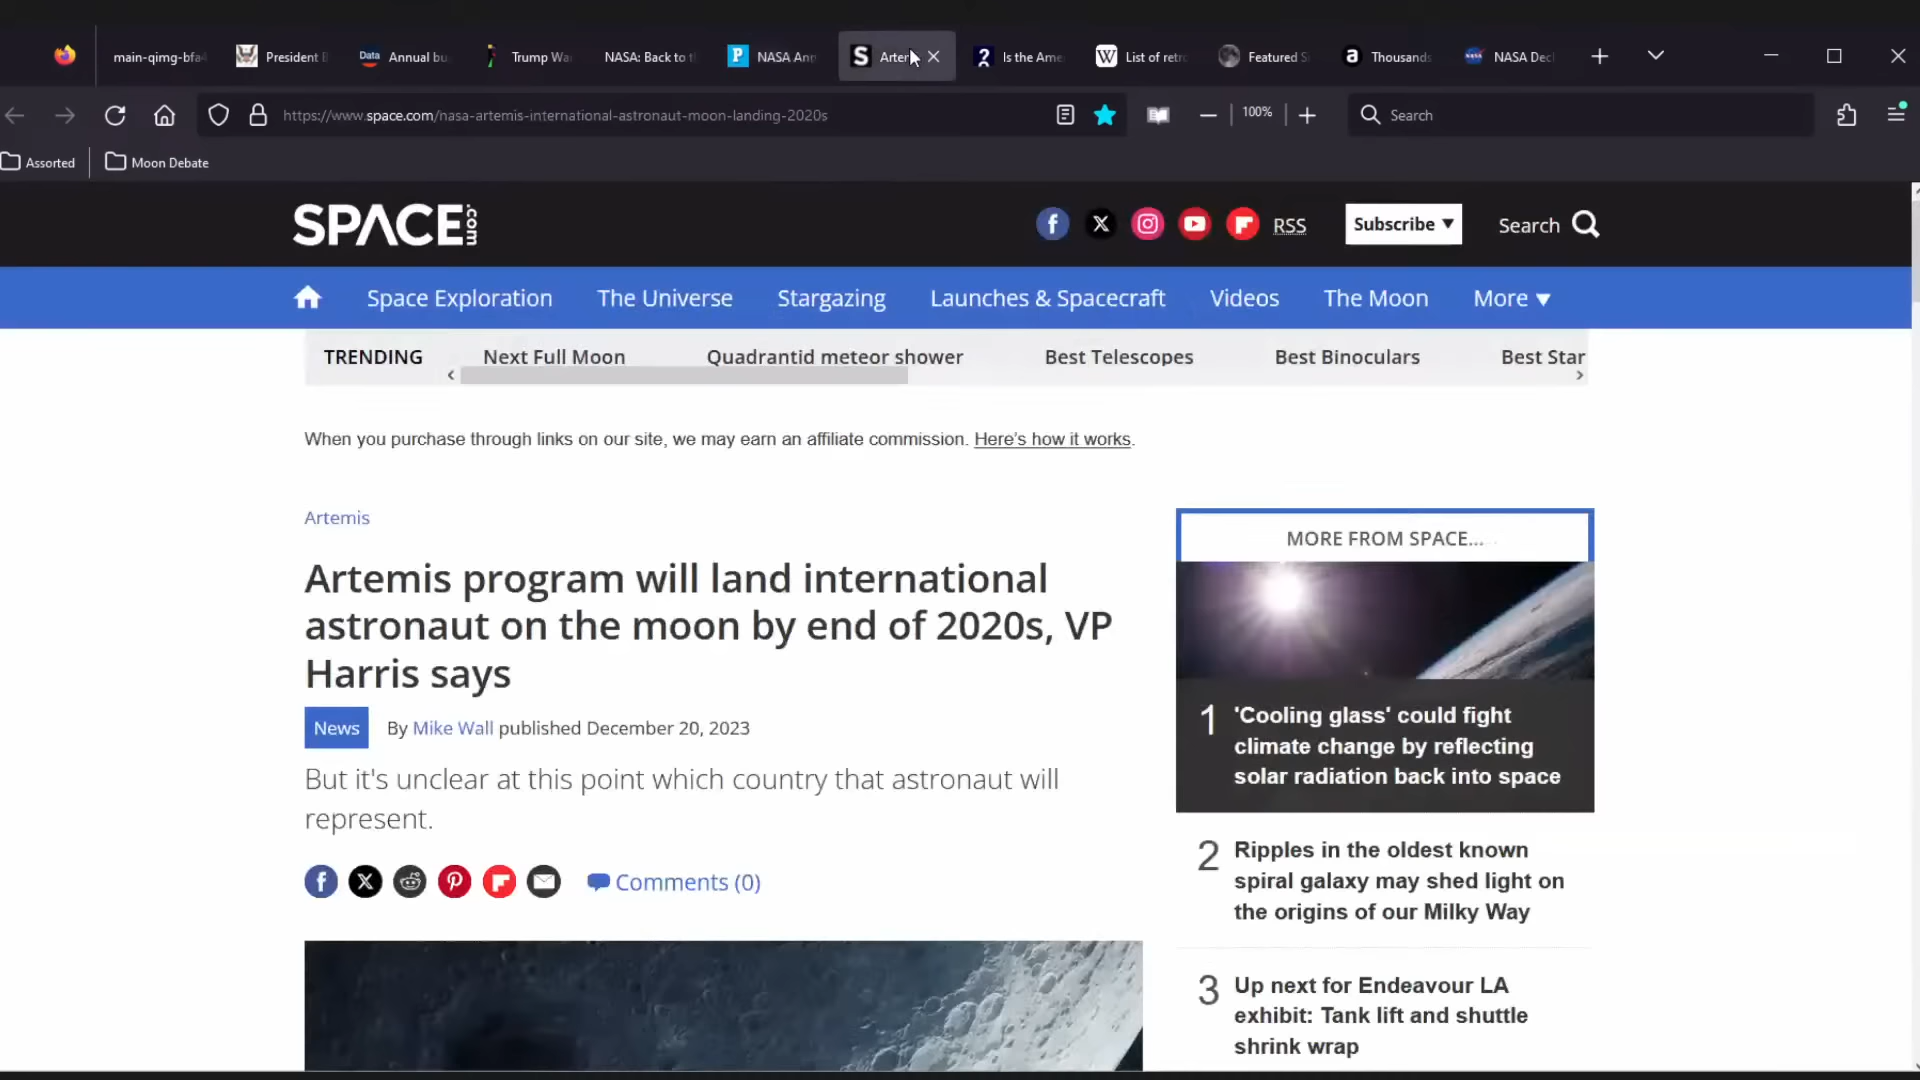 main-qimg-bfa
President B
Data
Annual bu
Trump Wa
NASA: Back to t
P
NASA Ann
S
Arte
Is the Ame
W
List of retr
Featured S
a
Thousands
NASA Decl
https://www.space.com/nasa-artemis-international-astronaut-moon-landing-2020s
100%
Search
Assorted
Moon Debate
SPACE.com
RSS
Subscribe ▼
Search
Space Exploration
The Universe
Stargazing
Launches & Spacecraft
Videos
The Moon
More ▼
TRENDING
Next Full Moon
Quadrantid meteor shower
Best Telescopes
Best Binoculars
Best Star
When you purchase through links on our site, we may earn an affiliate commission. Here's how it works.
Artemis
Artemis program will land international
astronaut on the moon by end of 2020s, VP
Harris says
News
By Mike Wall published December 20, 2023
But it's unclear at this point which country that astronaut will
represent.
Comments (0)
MORE FROM SPACE...
1
'Cooling glass' could fight
climate change by reflecting
solar radiation back into space
2
Ripples in the oldest known
spiral galaxy may shed light on
the origins of our Milky Way
3
Up next for Endeavour LA
exhibit: Tank lift and shuttle
shrink wrap